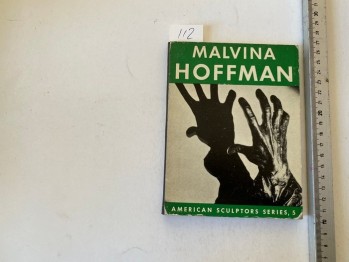 112
MALVINA
HOFFMAN
AMERICAN SCULPTORS SERIES, 5